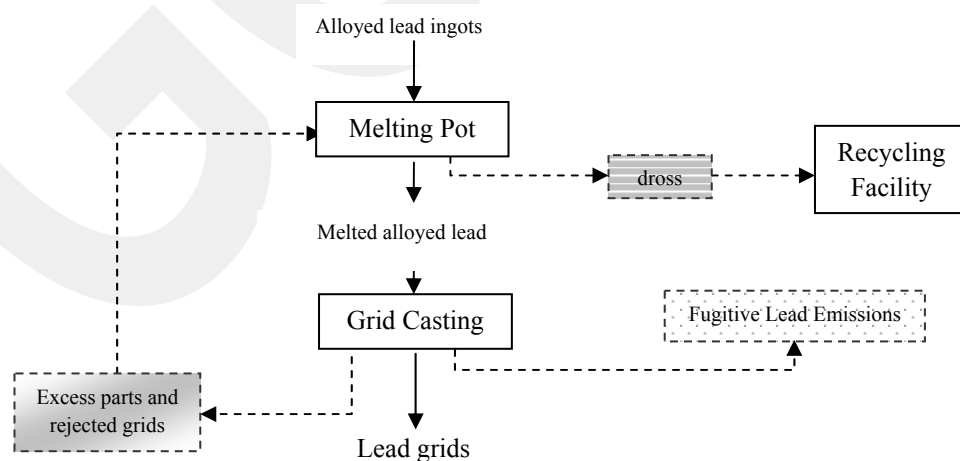 Alloyed lead ingots
Melting Pot
Recycling
Facility
dross
Melted alloyed lead
Grid Casting
Fugitive Lead Emissions
Excess parts and
rejected grids
Lead grids